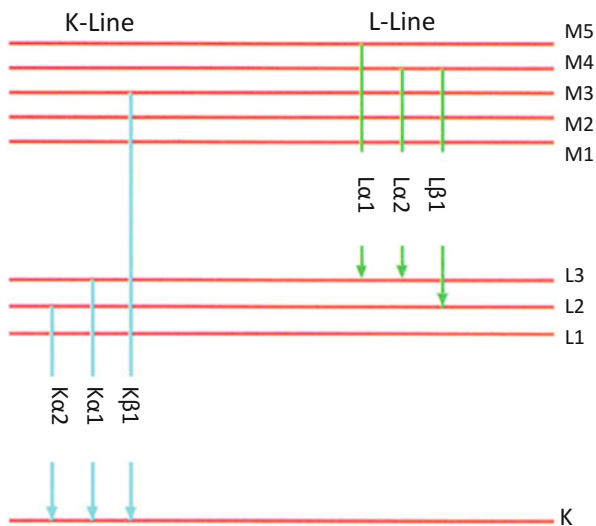 K-Line
L-Line
M5
M4
M3
M2
M1
Lα1
Lα2
Lβ1
L3
L2
L1
Kα2
Kα1
Kβ1
K